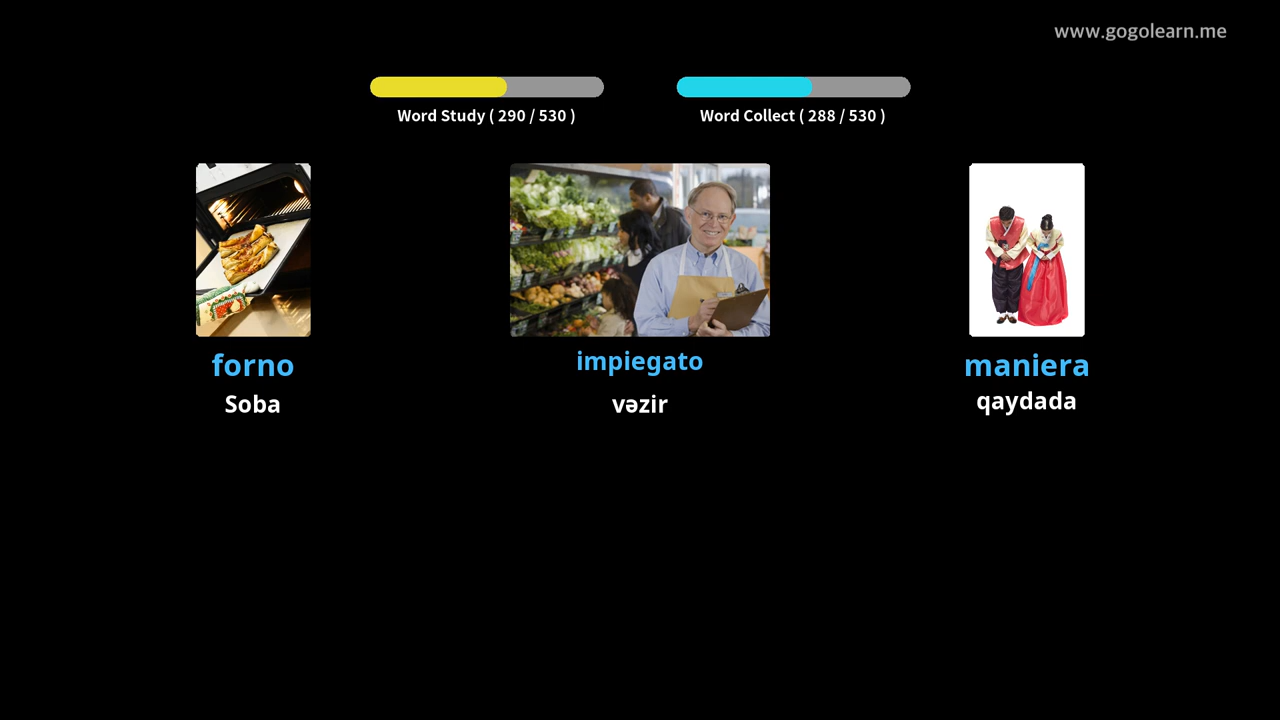 www.gogolearn.me
Word Study ( 290 / 530 )
Word Collect ( 288 / 530 )
forno
impiegato
maniera
Soba
vəzir
qaydada